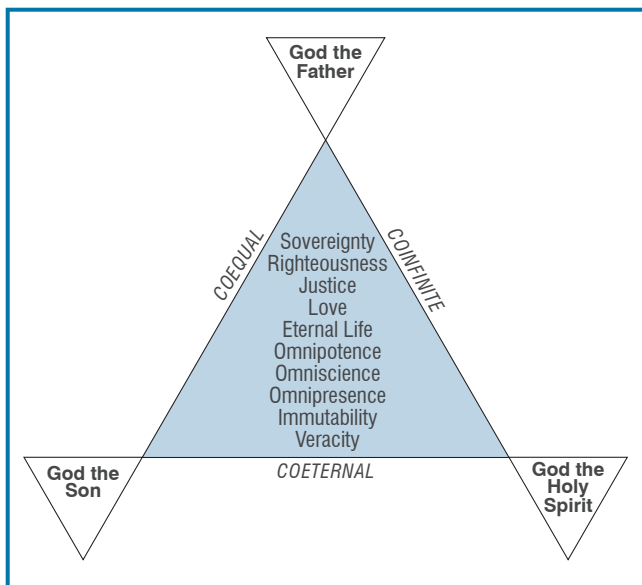 God the
Father
COEQUAL
COINFINITE
Sovereignty
Righteousness
Justice
Love
Eternal Life
Omnipotence
Omniscience
Omnipresence
Immutability
Veracity
God the
Son
COETERNAL
God the
Holy
Spirit